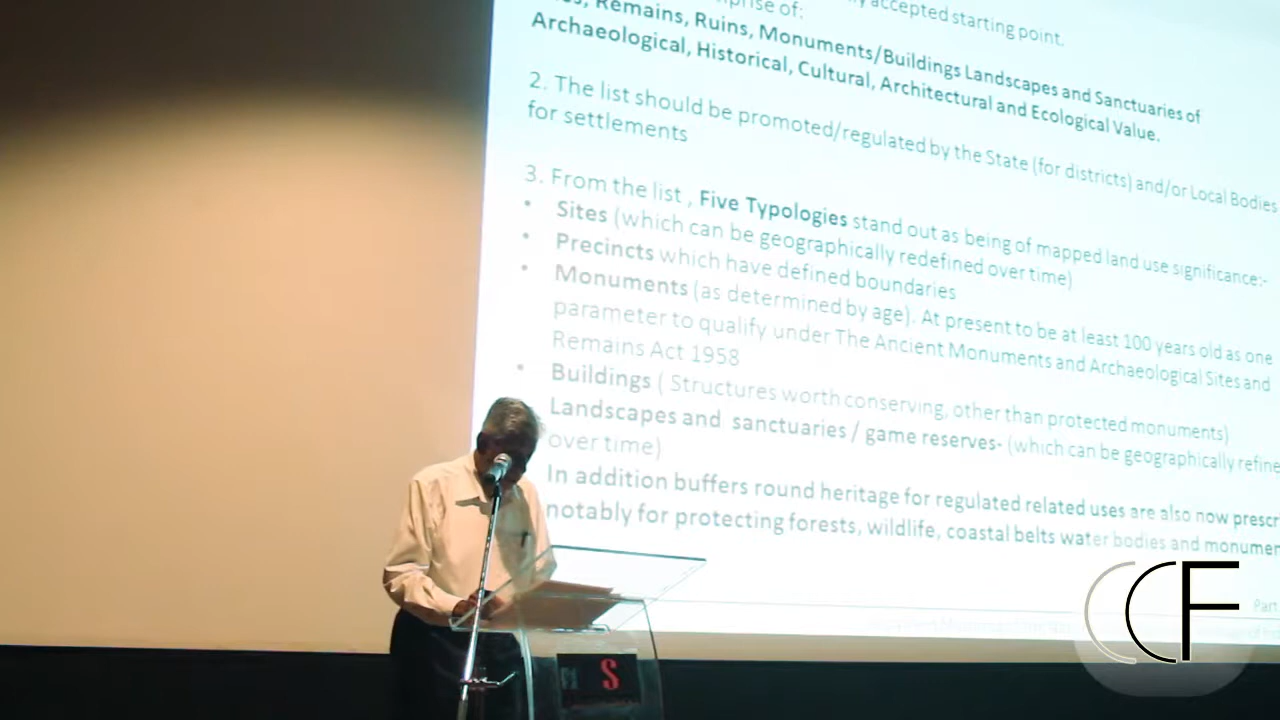 accepted starting point.
Remains, Ruins, Monuments/Buildings Landscapes and Sanctuaries of
Archaeological, Historical, Cultural, Architectural and Ecological Value.
2. The list should be promoted/regulated by the State (for districts) and/or Local Bodies
for settlements
3. From the list , Five Typologies stand out as being of mapped land use significance:-
• Sites (which can be geographically redefined over time)
• Precincts which have defined boundaries
• Monuments (as determined by age). At present to be at least 100 years old as one
parameter to qualify under The Ancient Monuments and Archaeological Sites and
Remains Act 1958
• Buildings ( Structures worth conserving, other than protected monuments)
Landscapes and sanctuaries / game reserves- (which can be geographically refine
over time)
In addition buffers round heritage for regulated related uses are also now prescr
notably for protecting forests, wildlife, coastal belts water bodies and monumen
Part
S
CCF